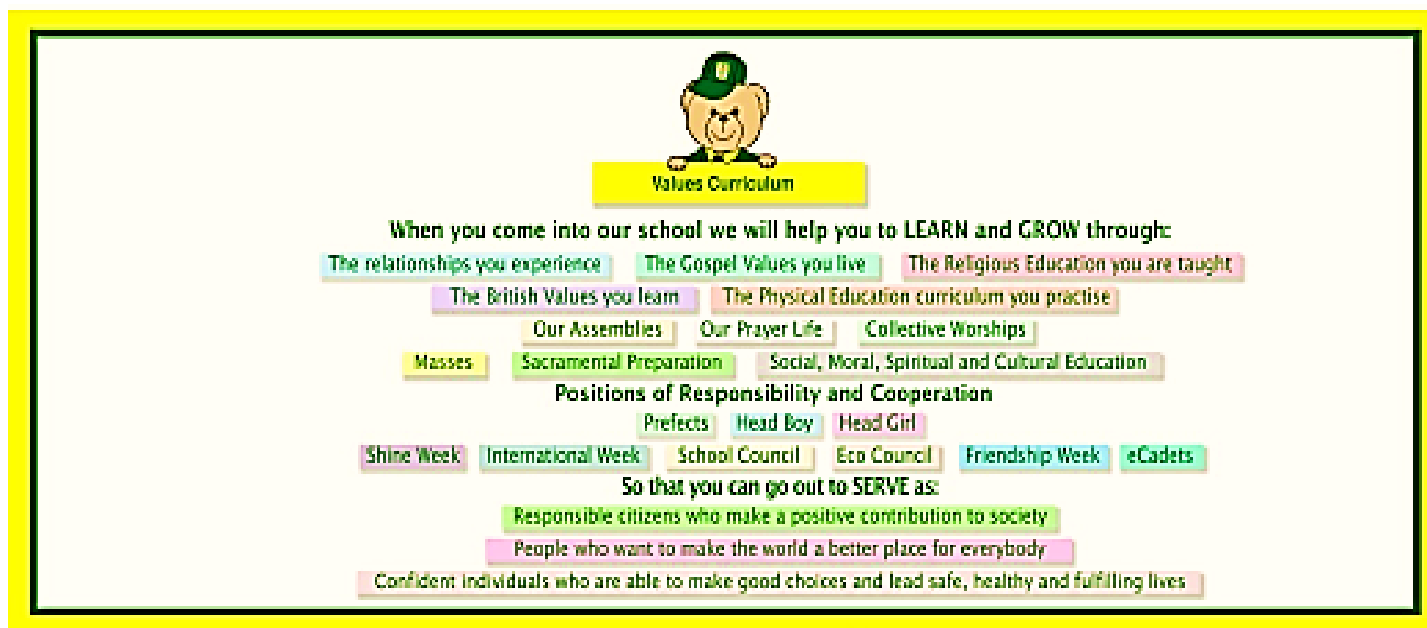 Values Curriculum
When you come into our school we will help you to LEARN and GROW through:
The relationships you experience The Gospel Values you live The Religious Education you are taught
The British Values you learn The Physical Education curriculum you practise
Our Assemblies Our Prayer Life Collective Worships
Masses Sacramental Preparation Social, Moral, Spiritual and Cultural Education
Positions of Responsibility and Cooperation
Prefects Head Boy Head Girl
Shine Week International Week School Council Eco Council Friendship Week eCadets
So that you can go out to SERVE as:
Responsible citizens who make a positive contribution to society
People who want to make the world a better place for everybody
Confident individuals who are able to make good choices and lead safe, healthy and fulfilling lives